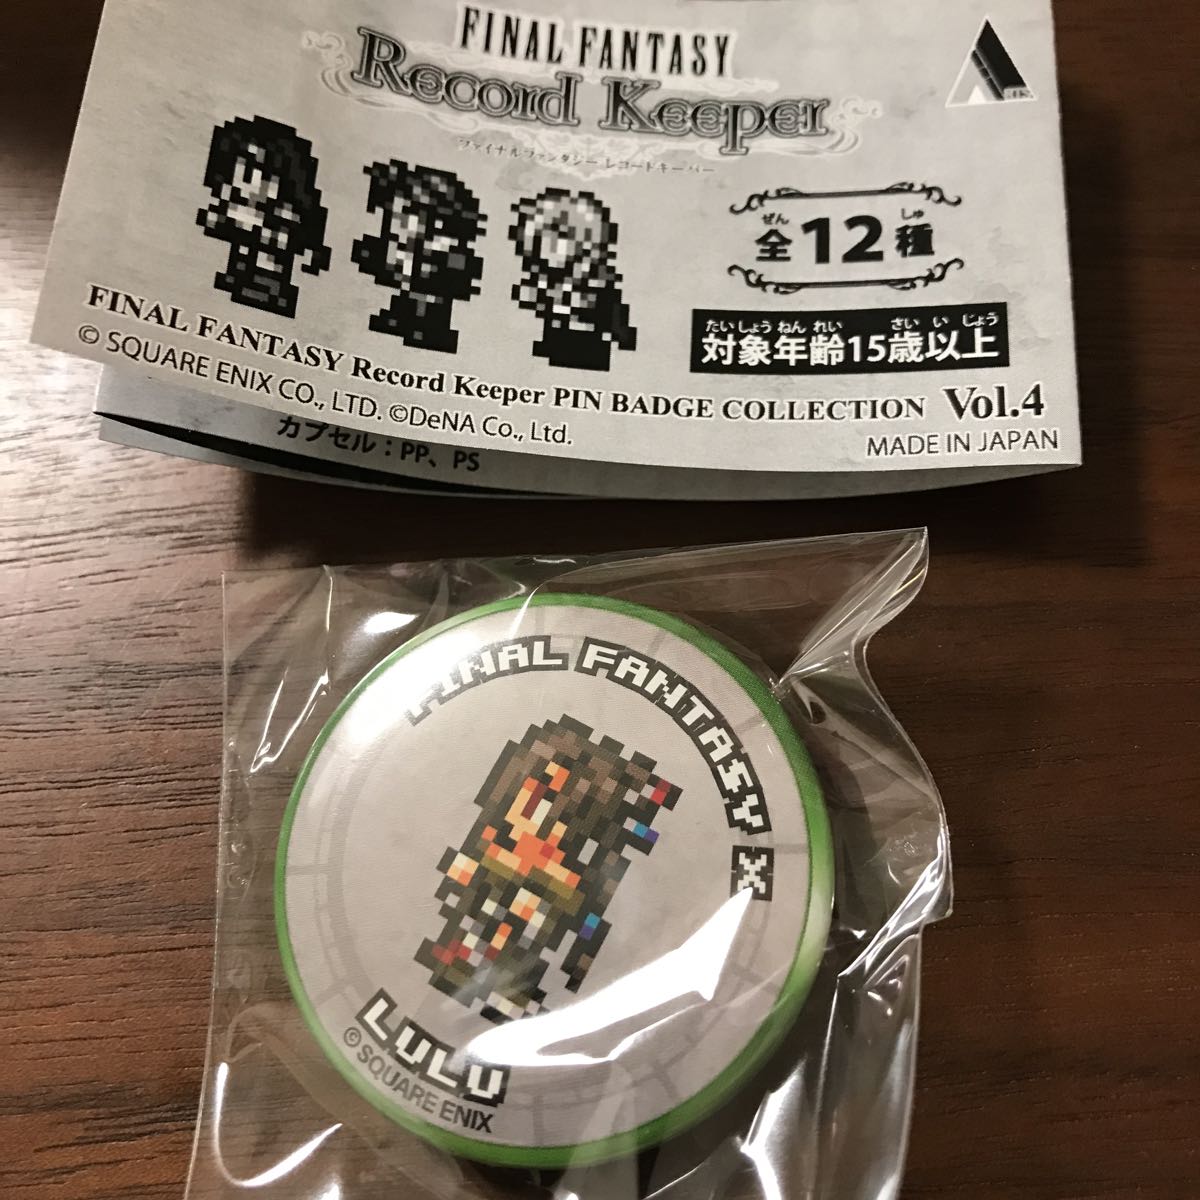 FINAL FANTASY
Record Keeper
ファイナルファンタジー レコードキーパー
ぜん しゅ
全12種
たいしょうねんれい さいいじょう
対象年齢15歳以上
FINAL FANTASY Record Keeper PIN BADGE COLLECTION Vol.4
© SQUARE ENIX CO., LTD. ©DeNA Co., Ltd.
MADE IN JAPAN
カプセル：PP、PS
FINAL FANTASY X
LULU
© SQUARE ENIX